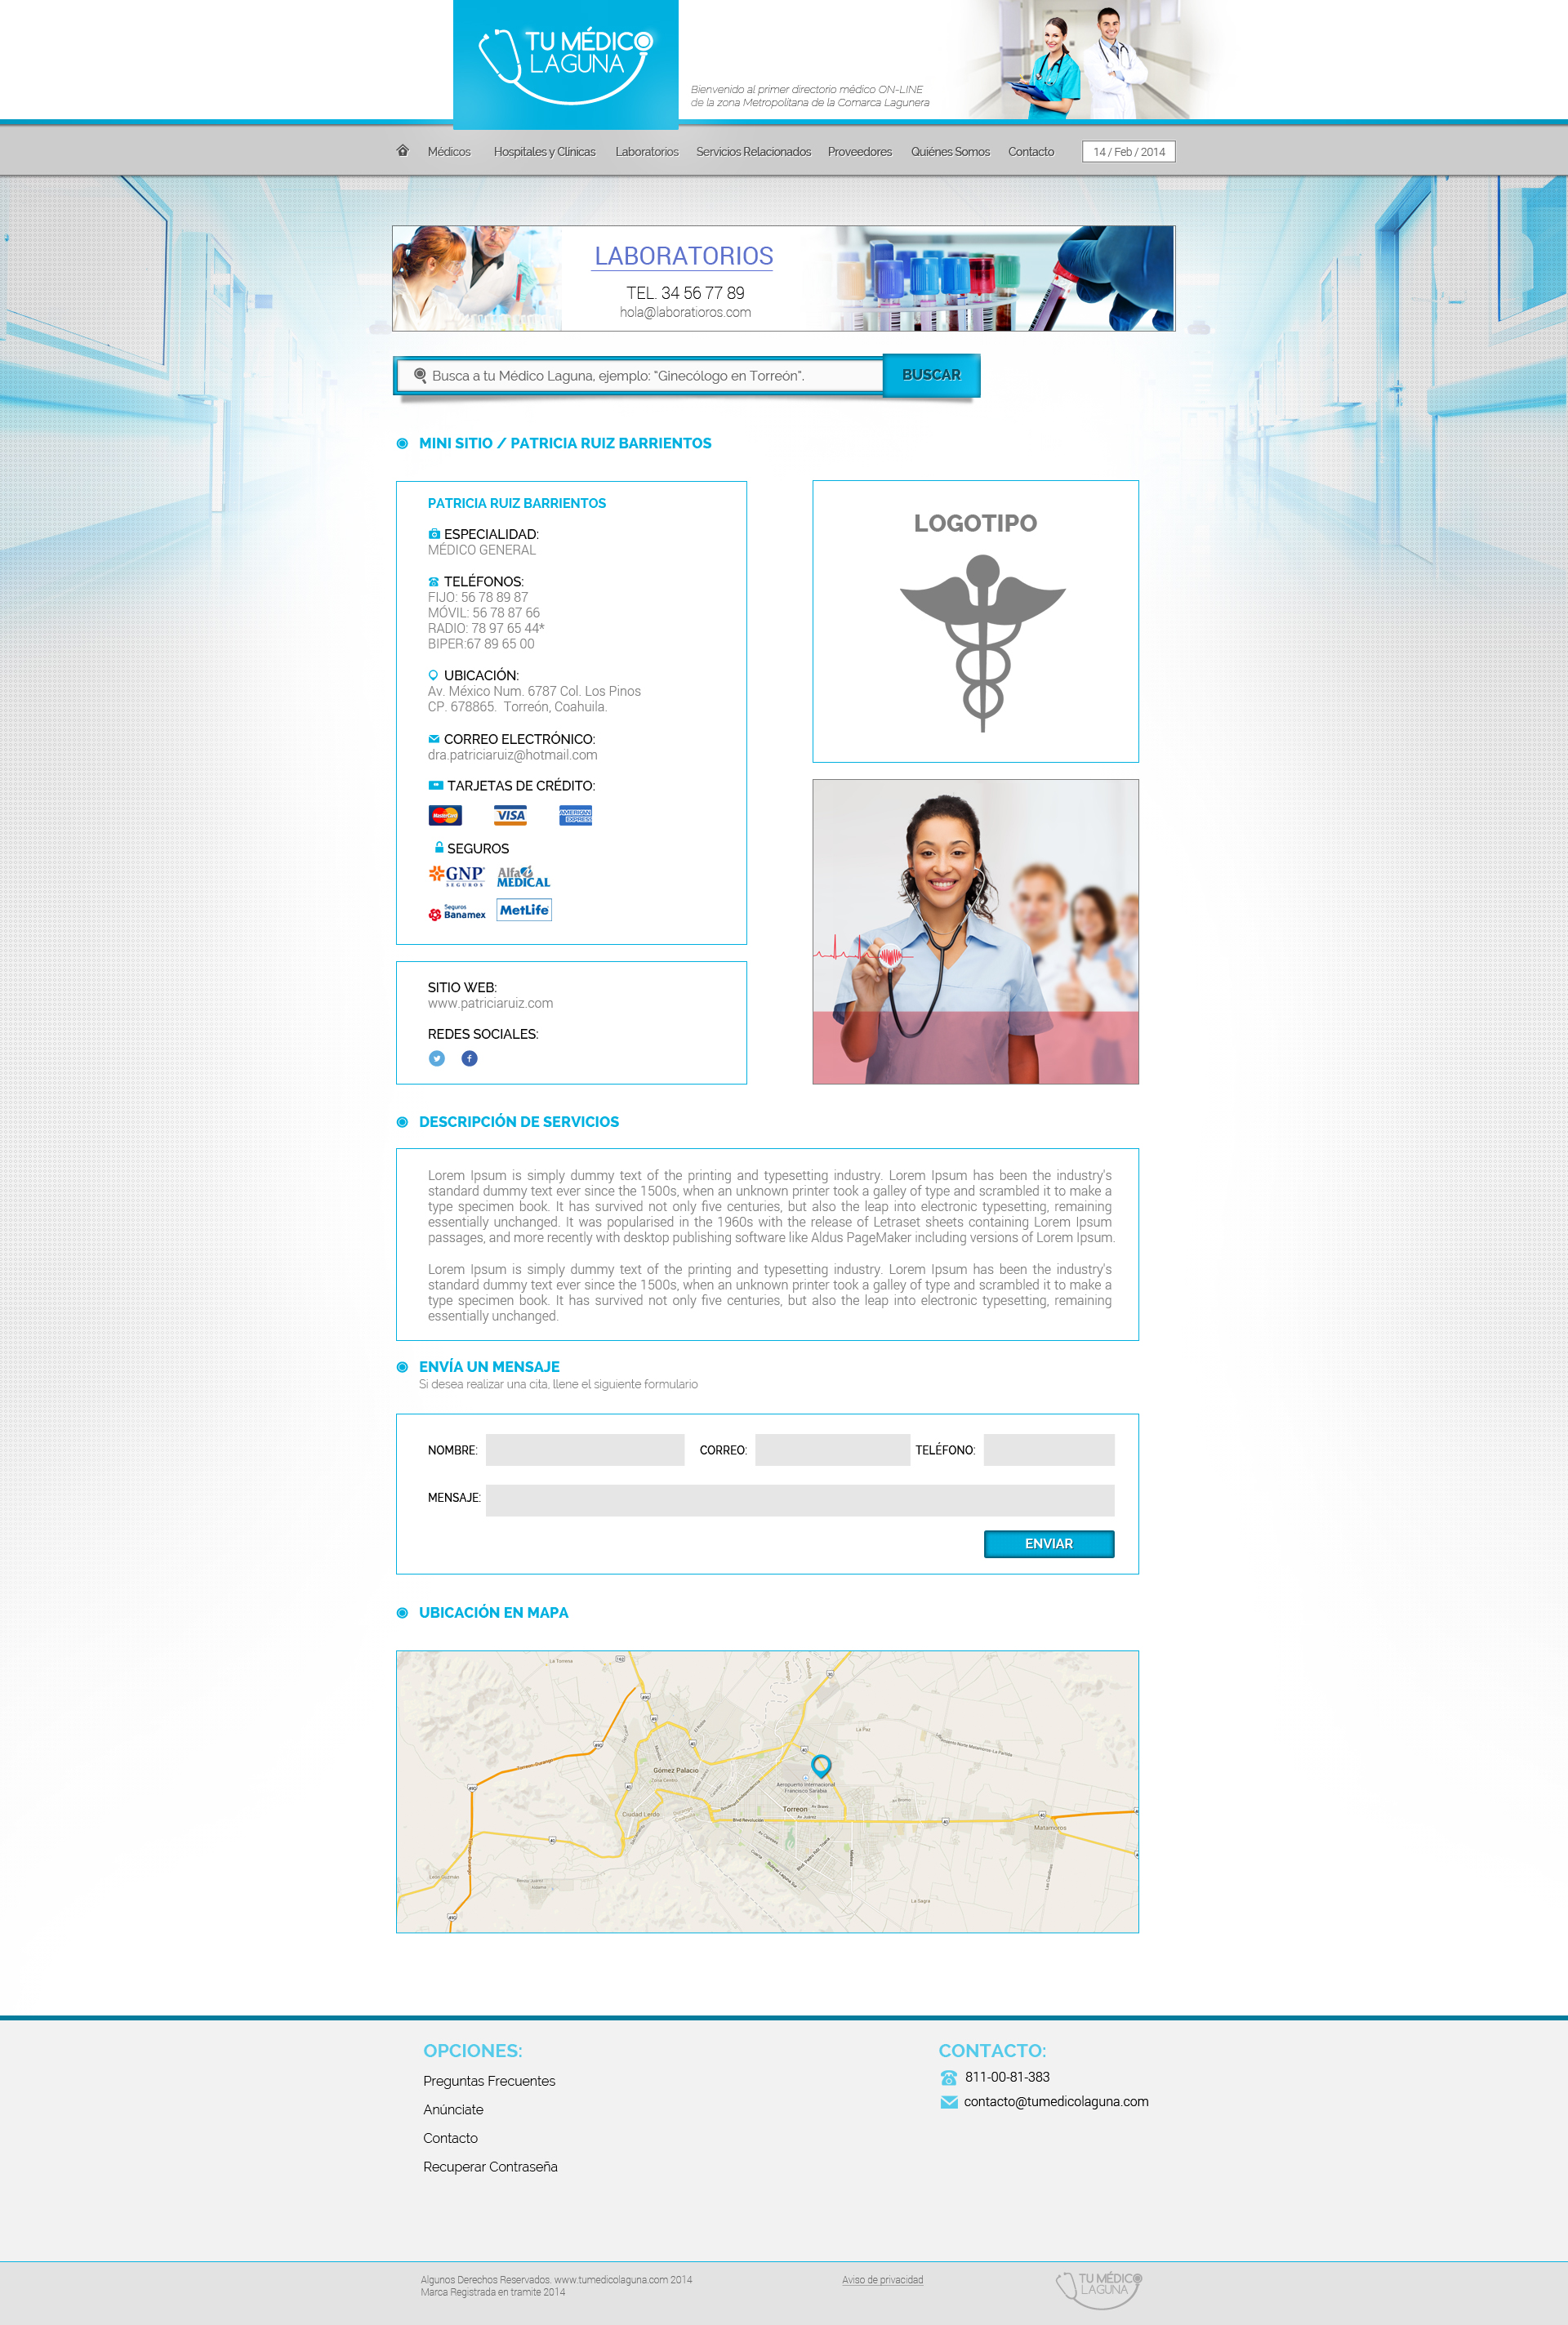 TU MÉDICO
LAGUNA
Bienvenido al primer directorio médico ON-LINE
de la zona Metropolitana de la Comarca Lagunera
Médicos Hospitales y Clinicas Laboratorios Servicios Relacionados Proveedores Quiénes Somos Contacto 14 / Feb / 2014
LABORATORIOS
TEL. 34 56 77 89
hola@laboratioros.com
Busca a tu Médico Laguna, ejemplo: "Ginecólogo en Torreón". BUSCAR
MINI SITIO / PATRICIA RUIZ BARRIENTOS
PATRICIA RUIZ BARRIENTOS
ESPECIALIDAD:
MÉDICO GENERAL
TELÉFONOS:
FIJO: 56 78 89 87
MÓVIL: 56 78 87 66
RADIO: 78 97 65 44*
BIPER:67 89 65 00
UBICACIÓN:
Av. México Num. 6787 Col. Los Pinos
CP. 678865.  Torreón, Coahuila.
CORREO ELECTRÓNICO:
dra.patriciaruiz@hotmail.com
TARJETAS DE CRÉDITO:
MasterCard VISA AMERICAN EXPRESS
SEGUROS
GNP SEGUROS Alfa MEDICAL
Seguros Banamex MetLife
LOGOTIPO
SITIO WEB:
www.patriciaruiz.com
REDES SOCIALES:
DESCRIPCIÓN DE SERVICIOS
Lorem Ipsum is simply dummy text of the printing and typesetting industry. Lorem Ipsum has been the industry's
standard dummy text ever since the 1500s, when an unknown printer took a galley of type and scrambled it to make a
type specimen book. It has survived not only five centuries, but also the leap into electronic typesetting, remaining
essentially unchanged. It was popularised in the 1960s with the release of Letraset sheets containing Lorem Ipsum
passages, and more recently with desktop publishing software like Aldus PageMaker including versions of Lorem Ipsum.
Lorem Ipsum is simply dummy text of the printing and typesetting industry. Lorem Ipsum has been the industry's
standard dummy text ever since the 1500s, when an unknown printer took a galley of type and scrambled it to make a
type specimen book. It has survived not only five centuries, but also the leap into electronic typesetting, remaining
essentially unchanged.
ENVÍA UN MENSAJE
Si desea realizar una cita, llene el siguiente formulario
NOMBRE: CORREO: TELÉFONO:
MENSAJE:
ENVIAR
UBICACIÓN EN MAPA
La Torresa
La Paz
Gómez Palacio
Aeropuerto Internacional
Francisco Sarabia
Ciudad Lerdo
Torreon
Blvd Revolución
Matamoros
OPCIONES:
Preguntas Frecuentes
Anúnciate
Contacto
Recuperar Contraseña
CONTACTO:
811-00-81-383
contacto@tumedicolaguna.com
Algunos Derechos Reservados. www.tumedicolaguna.com 2014
Marca Registrada en tramite 2014
Aviso de privacidad
TU MÉDICO
LAGUNA